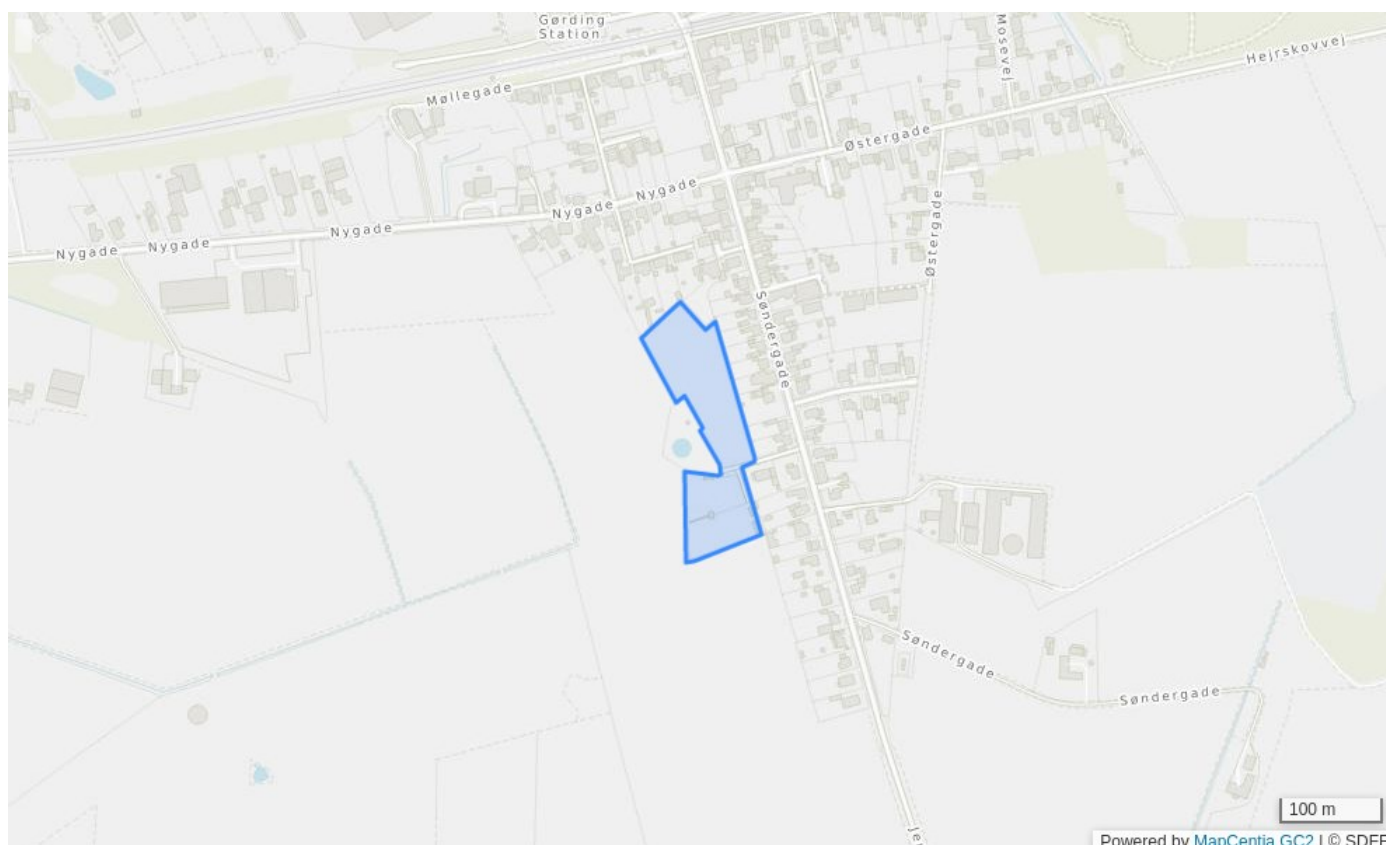 Gørding
Station
Mosevej
Hejrskovvej
Møllegade
Østergade
Nygade
Nygade
Østergade
Nygade
Nygade
Nygade
Søndergade
Søndergade
Søndergade
100 m
Powered by MapCentia GC2 | © SDFE